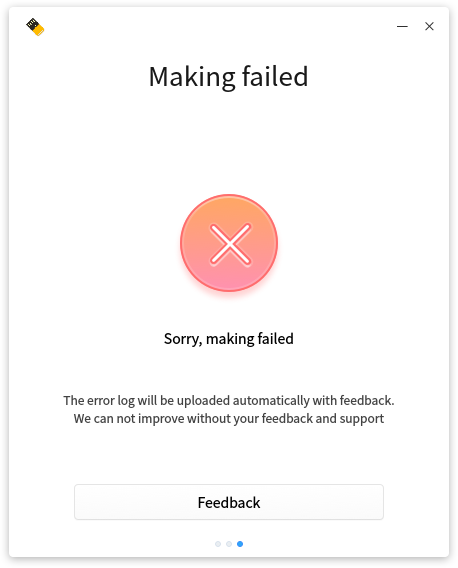 Making failed
Sorry, making failed
The error log will be uploaded automatically with feedback.
We can not improve without your feedback and support
Feedback